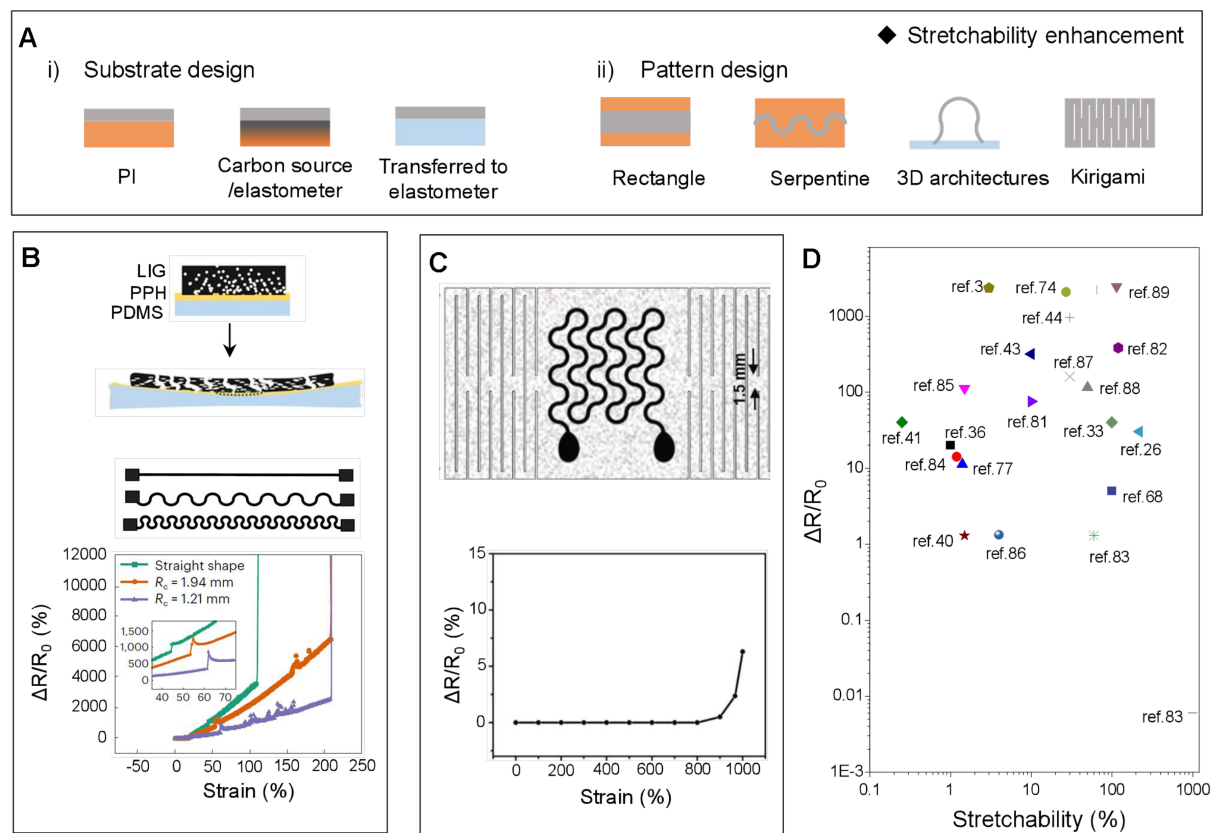 A
◆ Stretchability enhancement
i) Substrate design
ii) Pattern design
PI
Carbon source
/elastometer
Transferred to
elastometer
Rectangle
Serpentine
3D architectures
Kirigami
B
LIG
PPH
PDMS
12000
10000
8000
6000
4000
2000
0
ΔR/R0 (%)
Straight shape
Rc = 1.94 mm
Rc = 1.21 mm
1,500
1000
500
0
40 50 60 70
-50 0 50 100 150 200 250
Strain (%)
C
1.5 mm
15
10
5
0
ΔR/R0 (%)
0 200 400 600 800 1000
Strain (%)
D
1000
100
10
1
0.1
0.01
1E-3
ΔR/R0
ref.3
ref.74
ref.89
ref.44
ref.43
ref.87
ref.82
ref.85
ref.88
ref.81
ref.33
ref.41
ref.36
ref.26
ref.84
ref.77
ref.68
ref.40
ref.86
ref.83
ref.83
0.1 1 10 100 1000
Stretchability (%)